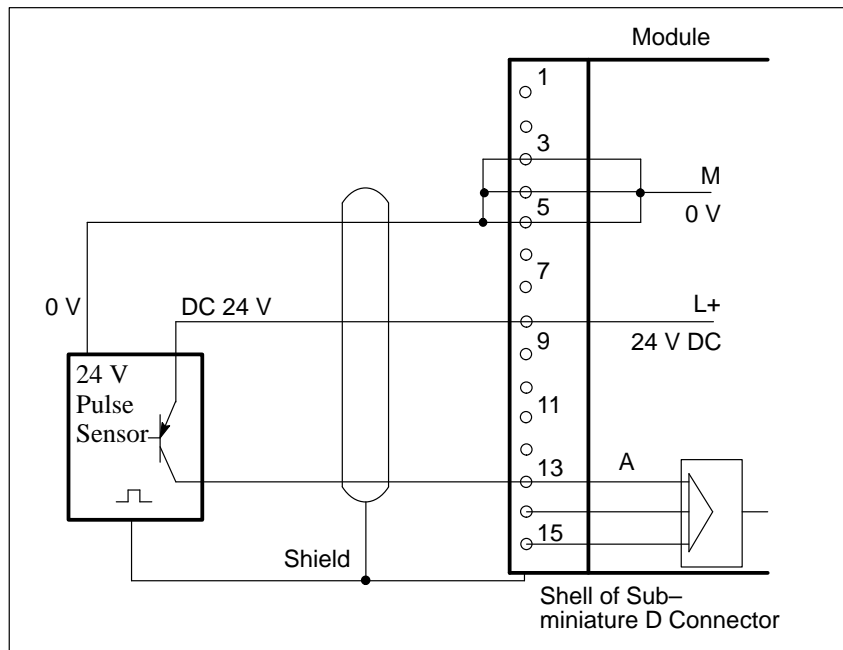 Module
1
3
M
5
0 V
7
0 V
DC 24 V
L+
9
24 V DC
24 V
Pulse
Sensor
11
13
A
15
Shield
Shell of Sub–
miniature D Connector